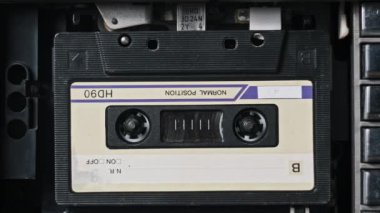 B
N.R.
□ON □OFF
NORMAL POSITION
HD90